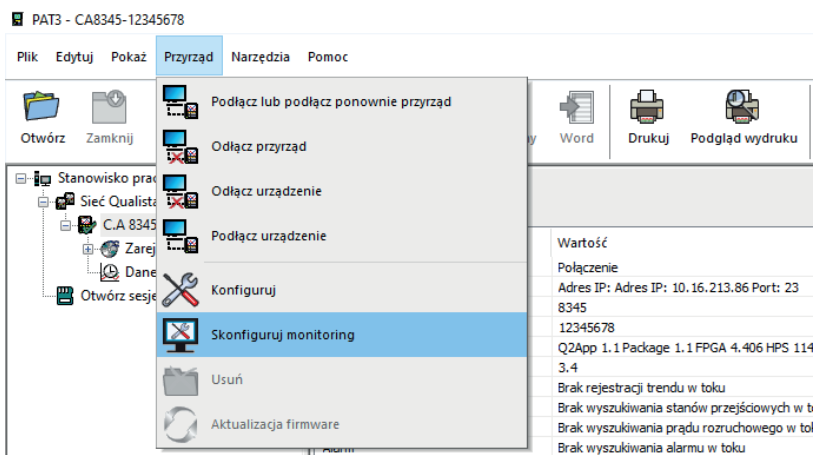 PAT3 - CA8345-12345678
Plik Edytuj Pokaż Przyrząd Narzędzia Pomoc
Otwórz Zamknij Word Drukuj Podgląd wydruku
Podłącz lub podłącz ponownie przyrząd
Odłącz przyrząd
Odłącz urządzenie
Podłącz urządzenie
Konfiguruj
Skonfiguruj monitoring
Usuń
Aktualizacja firmware
Stanowisko prac
Sieć Qualista
C.A 8345
Zarej
Dane
Otwórz sesje
Wartość
Połączenie
Adres IP: Adres IP: 10.16.213.86 Port: 23
8345
12345678
Q2App 1.1 Package 1.1 FPGA 4.406 HPS 114
3.4
Brak rejestracji trendu w toku
Brak wyszukiwania stanów przejściowych w t
Brak wyszukiwania prądu rozruchowego w tok
Alarm Brak wyszukiwania alarmu w toku